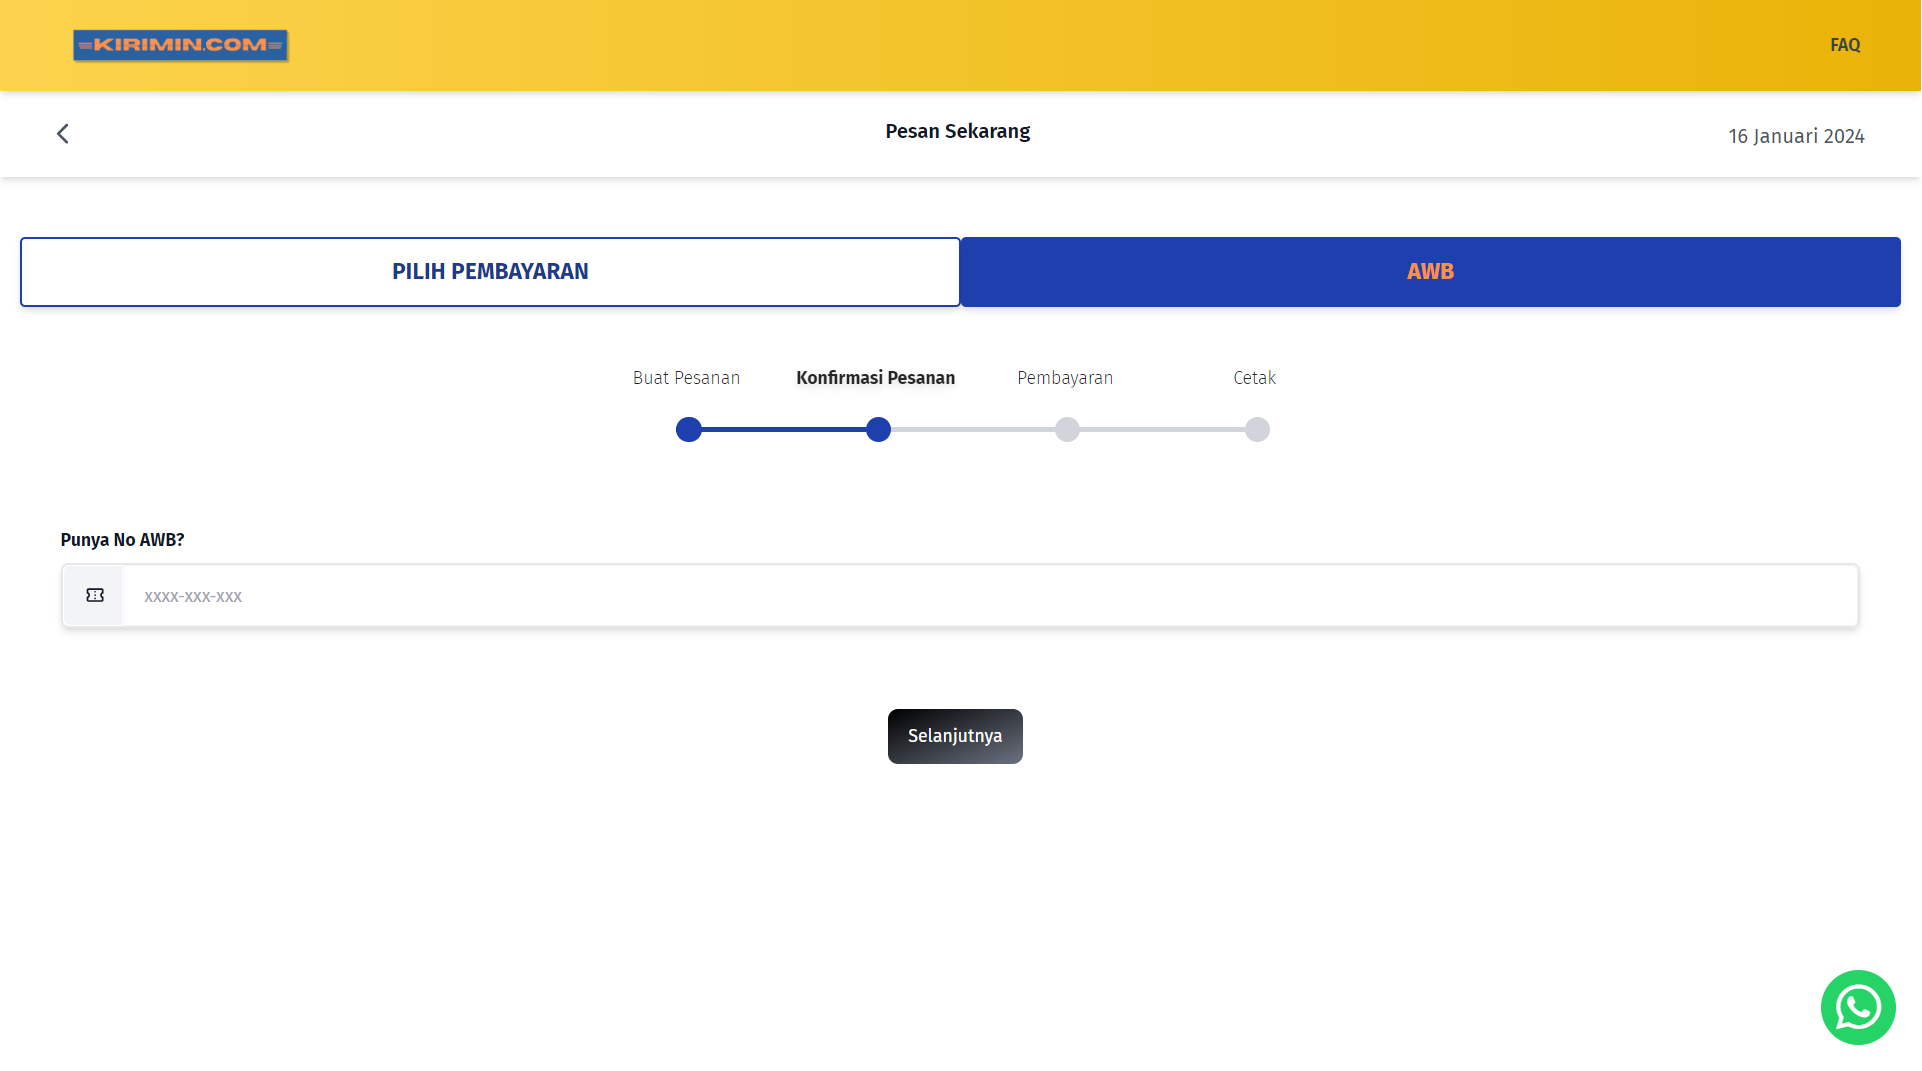 KIRIMIN.COM
FAQ
Pesan Sekarang
16 Januari 2024
PILIH PEMBAYARAN
AWB
Buat Pesanan
Konfirmasi Pesanan
Pembayaran
Cetak
Punya No AWB?
xxxx-xxx-xxx
Selanjutnya